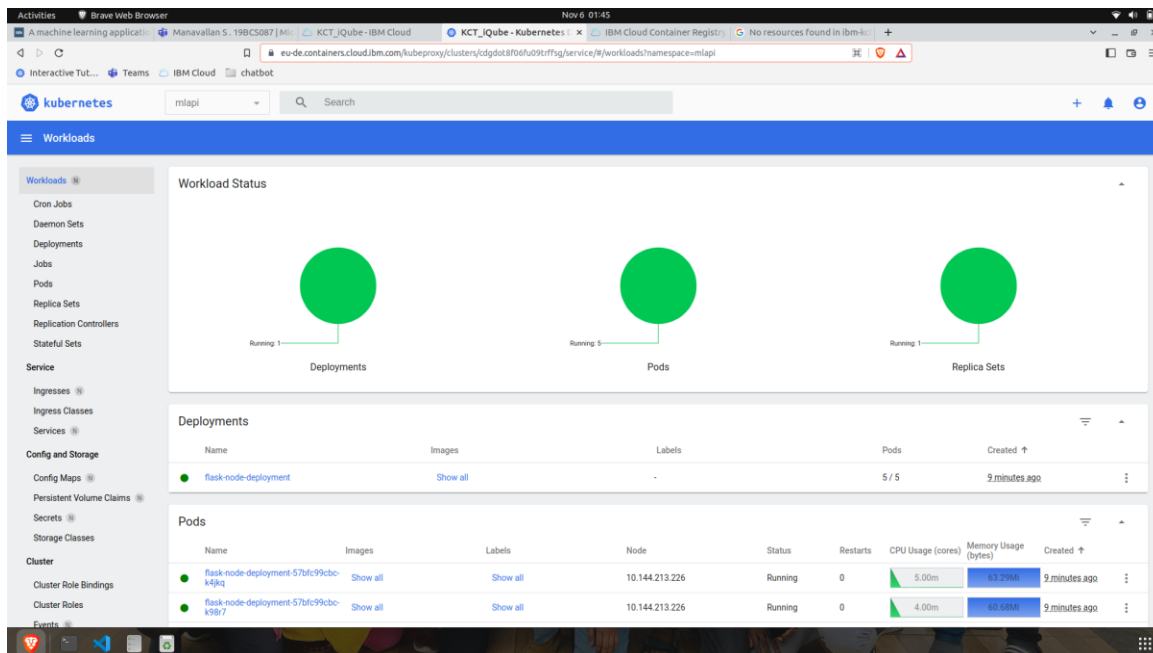 Activities Brave Web Browser Nov 6 01:45
A machine learning applicatio Manavallan S . 19BCS087 | Mic KCT_iQube - IBM Cloud KCT_iQube - Kubernetes IBM Cloud Container Registry No resources found in ibm-kc
eu-de.containers.cloud.ibm.com/kubeproxy/clusters/cdgdot8f06fu09trffsg/service/#/workloads?namespace=mlapi
Interactive Tut... Teams IBM Cloud chatbot
kubernetes mlapi Search
Workloads
Workloads N
Cron Jobs
Daemon Sets
Deployments
Jobs
Pods
Replica Sets
Replication Controllers
Stateful Sets
Service
Ingresses N
Ingress Classes
Services N
Config and Storage
Config Maps N
Persistent Volume Claims N
Secrets N
Storage Classes
Cluster
Cluster Role Bindings
Cluster Roles
Events N
Workload Status
Running: 1 Running: 5 Running: 1
Deployments Pods Replica Sets
Deployments
Name Images Labels Pods Created ↑
flask-node-deployment Show all - 5 / 5 9 minutes ago
Pods
Name Images Labels Node Status Restarts CPU Usage (cores) Memory Usage (bytes) Created ↑
flask-node-deployment-57bfc99cbc-
k4jkq Show all Show all 10.144.213.226 Running 0 5.00m 63.29Mi 9 minutes ago
flask-node-deployment-57bfc99cbc-
k98r7 Show all Show all 10.144.213.226 Running 0 4.00m 60.68Mi 9 minutes ago